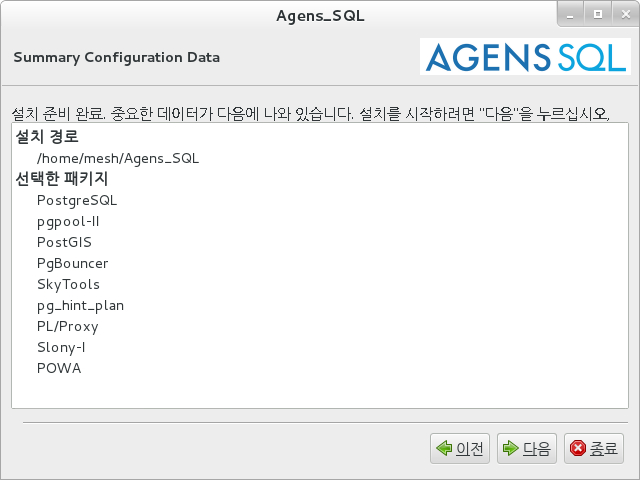 Agens_SQL
Summary Configuration Data
AGENS SQL
설치 준비 완료. 중요한 데이터가 다음에 나와 있습니다. 설치를 시작하려면 "다음"을 누르십시오,
설치 경로
/home/mesh/Agens_SQL
선택한 패키지
PostgreSQL
pgpool-II
PostGIS
PgBouncer
SkyTools
pg_hint_plan
PL/Proxy
Slony-I
POWA
이전
다음
종료